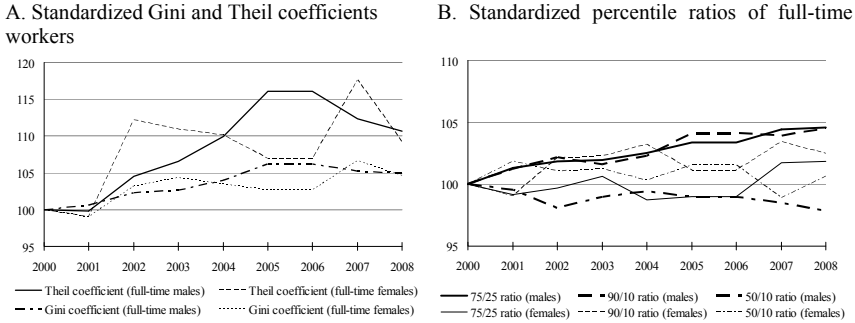 A. Standardized Gini and Theil coefficients
workers
120
115
110
105
100
95
2000 2001 2002 2003 2004 2005 2006 2007 2008
Theil coefficient (full-time males) Theil coefficient (full-time females)
Gini coefficient (full-time males) Gini coefficient (full-time females)
B. Standardized percentile ratios of full-time
110
105
100
95
2000 2001 2002 2003 2004 2005 2006 2007 2008
75/25 ratio (males) 90/10 ratio (males) 50/10 ratio (males)
75/25 ratio (females) 90/10 ratio (females) 50/10 ratio (females)